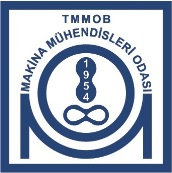 TMMOB
MAKİNA MÜHENDİSLERİ ODASI
1954